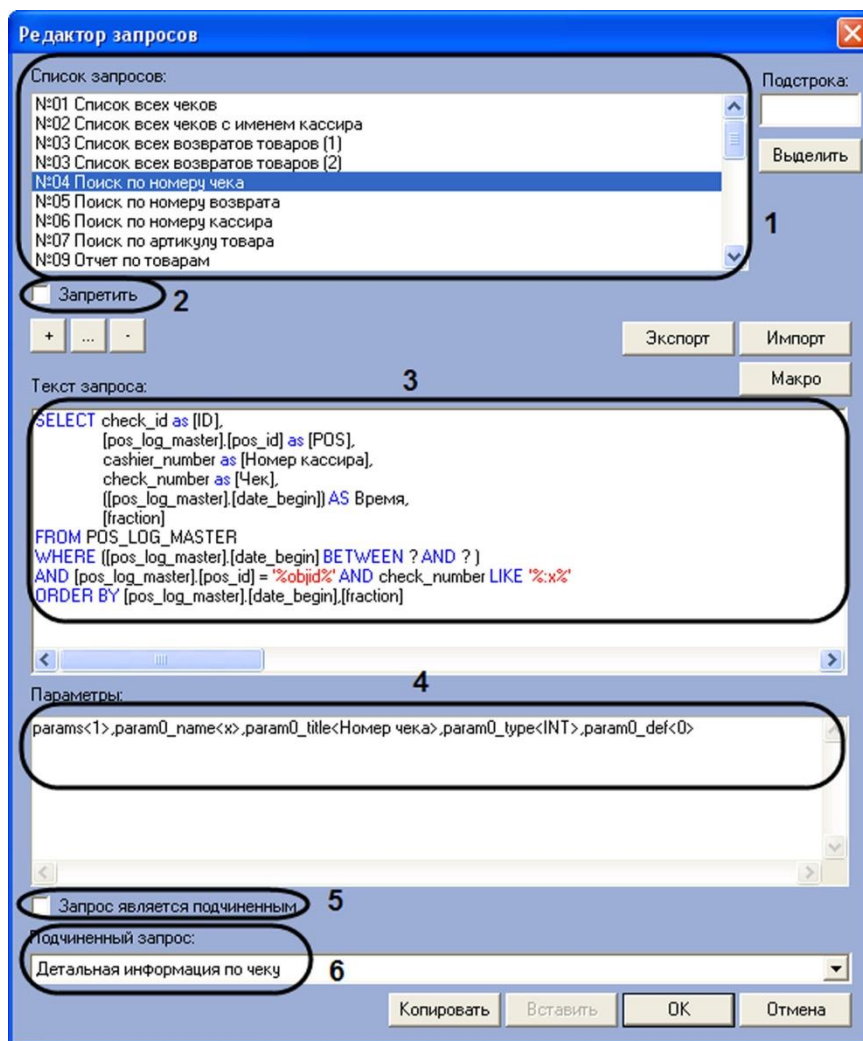 Редактор запросов
Список запросов:
Подстрока:
№01 Список всех чеков
№02 Список всех чеков с именем кассира
№03 Список всех возвратов товаров (1)
№03 Список всех возвратов товаров (2)
Выделить
№04 Поиск по номеру чека
№05 Поиск по номеру возврата
№06 Поиск по номеру кассира
1
№07 Поиск по артикулу товара
№09 Отчет по товарам
Запретить
2
+ ... -
Экспорт Импорт
Макро
Текст запроса:
3
SELECT check_id as [ID],
[pos_log_master].[pos_id] as [POS],
cashier_number as [Номер кассира],
check_number as [Чек],
([pos_log_master].[date_begin]) AS Время,
[fraction]
FROM POS_LOG_MASTER
WHERE ([pos_log_master].[date_begin] BETWEEN ? AND ? )
AND [pos_log_master].[pos_id] = '%objid%' AND check_number LIKE '%:x%'
ORDER BY [pos_log_master].[date_begin],[fraction]
4
Параметры:
params<1>,param0_name<x>,param0_title<Номер чека>,param0_type<INT>,param0_def<0>
Запрос является подчиненным
5
Подчиненный запрос:
Детальная информация по чеку
6
Копировать Вставить OK Отмена